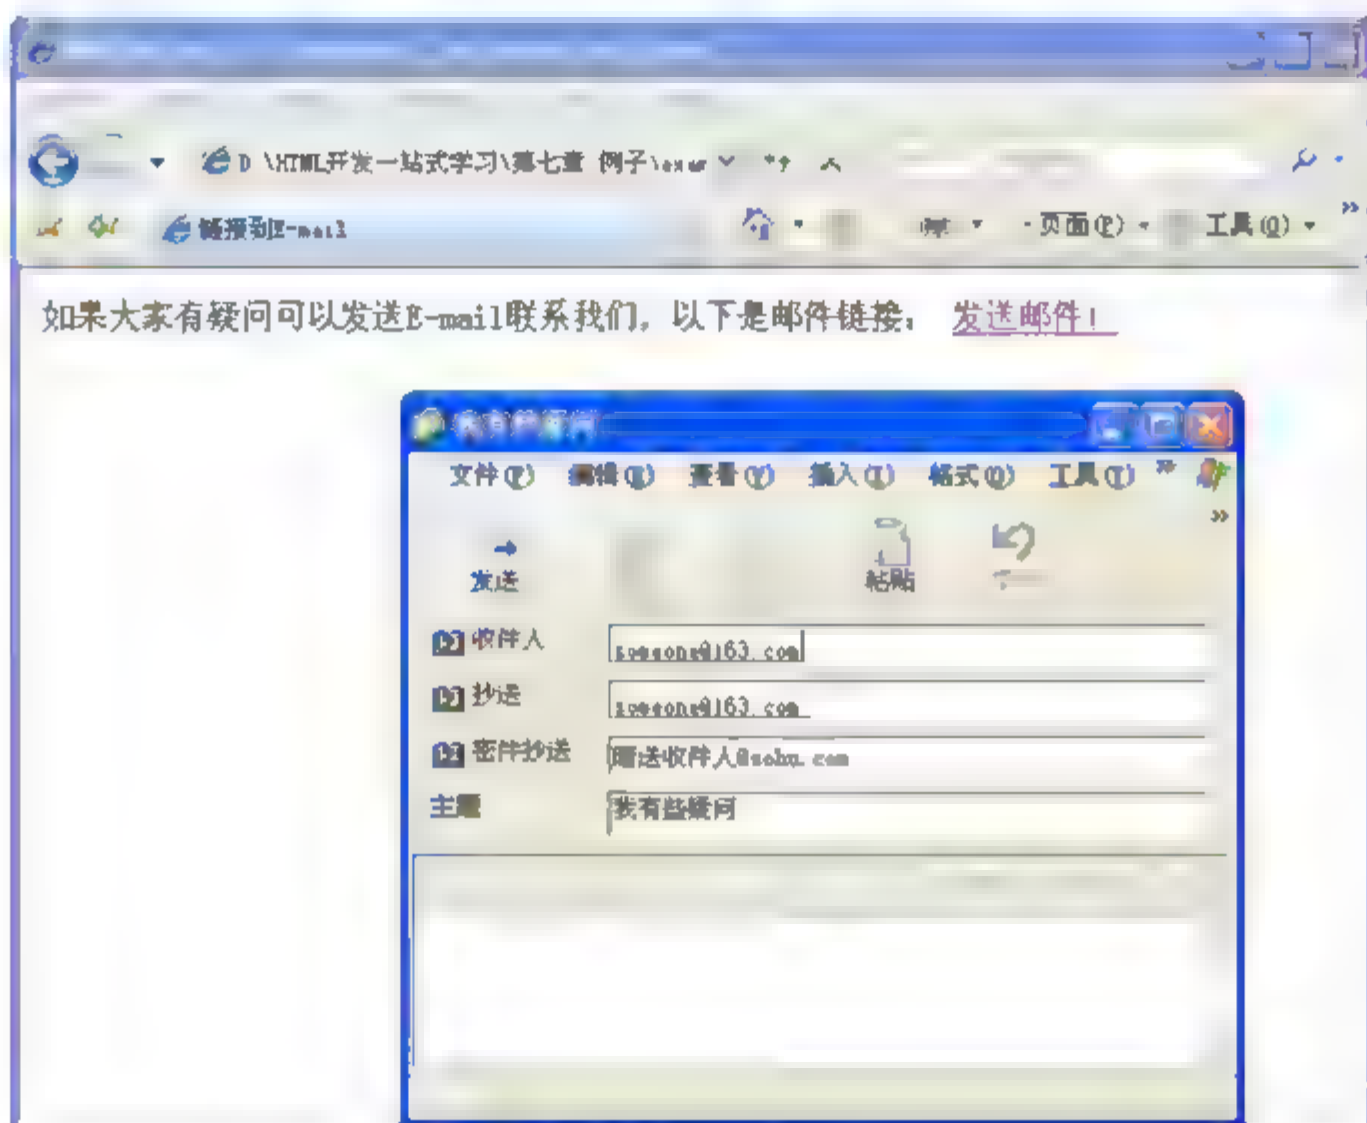 D:\HTML开发一站式学习\第七章 例子\
链接到E-mail
页面(P) 工具(O)
如果大家有疑问可以发送E-mail联系我们，以下是邮件链接： 发送邮件！
我有些疑问
文件(F) 编辑(E) 查看(V) 插入(I) 格式(O) 工具(T)
发送 粘贴
收件人 someone@163.com
抄送 someone@163.com
密件抄送 暗送收件人@sohu.com
主题 我有些疑问